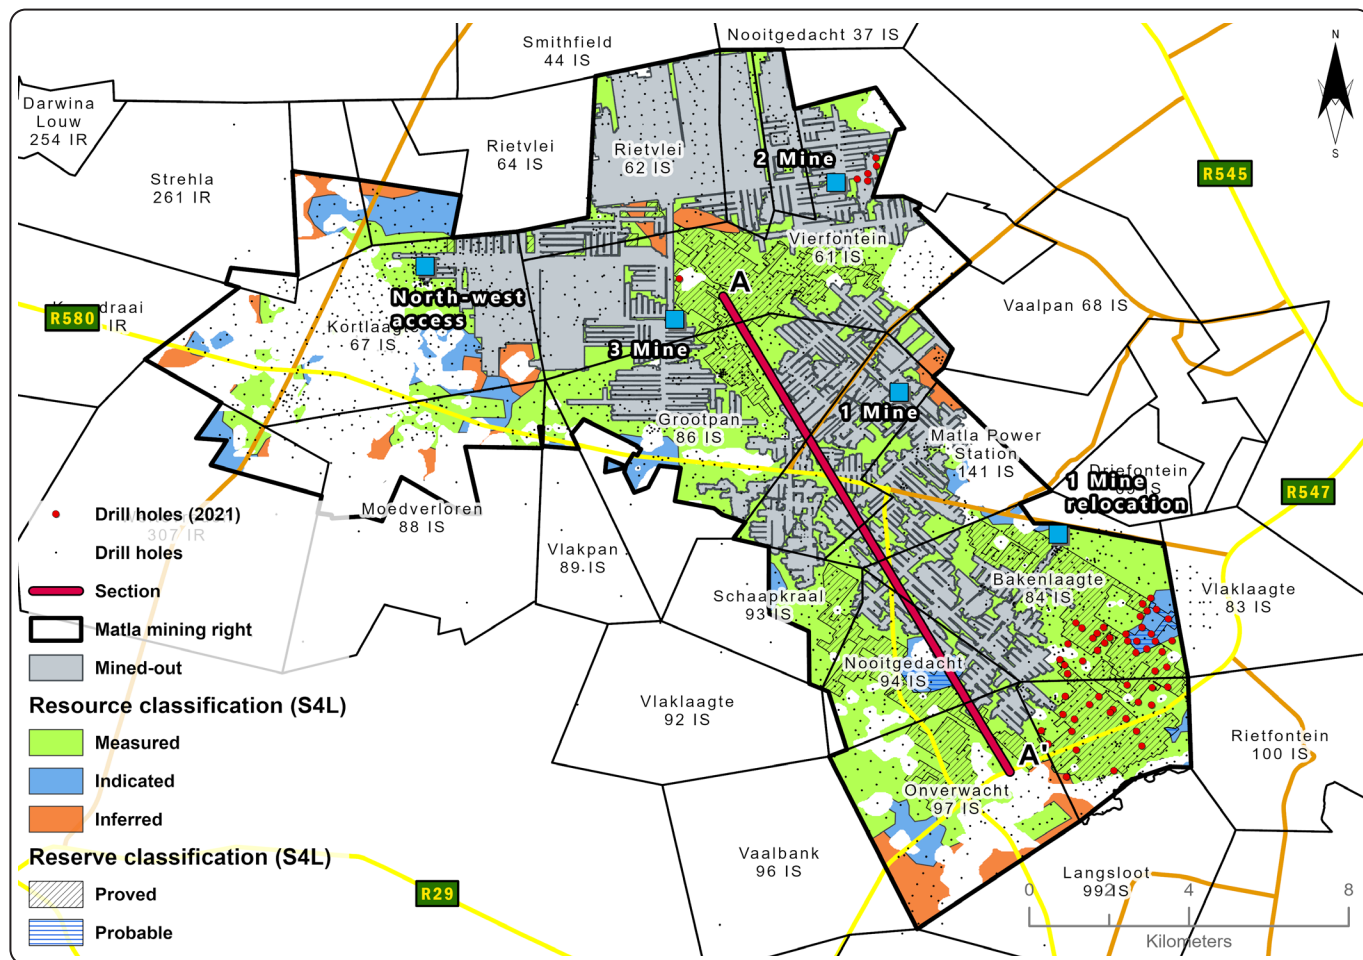 Nooitgedacht 37 IS
Smithfield
44 IS
N
S
Darwina
Louw
254 IR
Rietvlei
64 IS
Rietvlei
62 IS
2 Mine
R545
Strehla
261 IR
Vierfontein
61 IS
A
Vaalpan 68 IS
North-west
access
R580
IR
67 IS
3 Mine
1 Mine
Grootpan
86 IS
Matla Power
Station
141 IS
Driefontein
1 Mine
relocation
R547
Moedverloren
88 IS
307 IR
Vlakpan
89 IS
Schaapkraal
93 IS
Bakenlaagte
84 IS
Vlaklaagte
83 IS
Nooitgedacht
94 IS
Vlaklaagte
92 IS
Rietfontein
100 IS
A'
Onverwacht
97 IS
Vaalbank
96 IS
Langsloot
99 IS
R29
Drill holes (2021)
Drill holes
Section
Matla mining right
Mined-out
Resource classification (S4L)
Measured
Indicated
Inferred
Reserve classification (S4L)
Proved
Probable
0 2 4 8
Kilometers